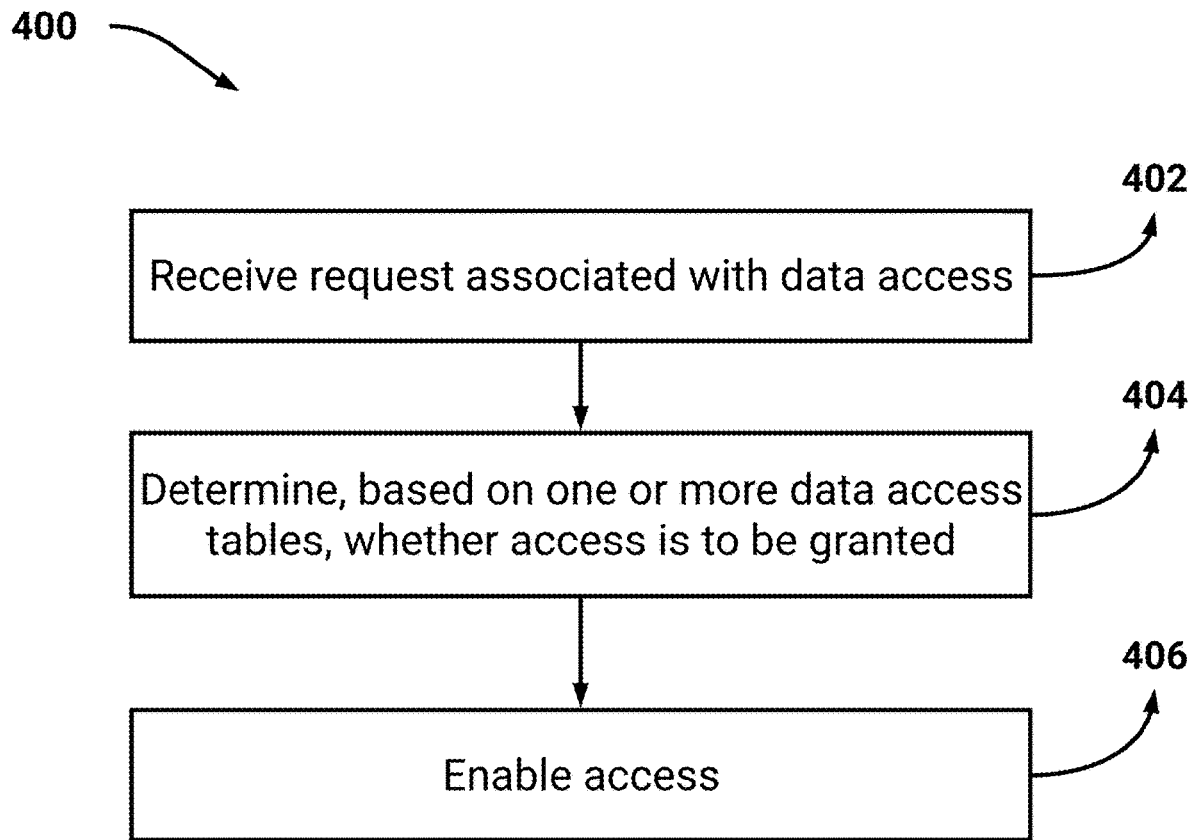 400
402
Receive request associated with data access
404
Determine, based on one or more data access
tables, whether access is to be granted
406
Enable access